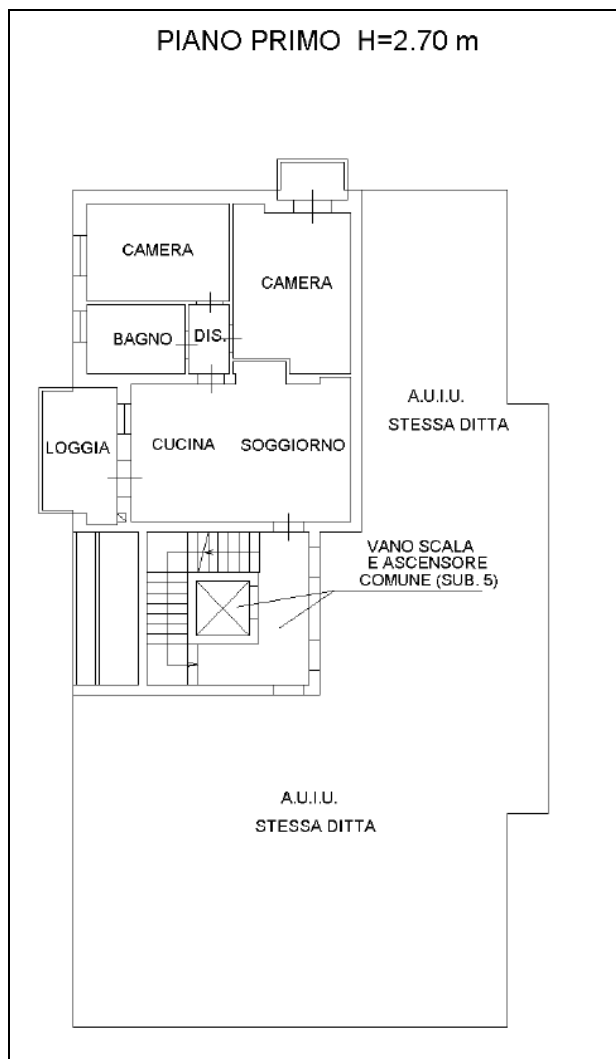 PIANO PRIMO H=2.70 m
CAMERA
CAMERA
BAGNO
DIS.
A.U.I.U.
STESSA DITTA
LOGGIA
CUCINA
SOGGIORNO
VANO SCALA
E ASCENSORE
COMUNE (SUB. 5)
A.U.I.U.
STESSA DITTA